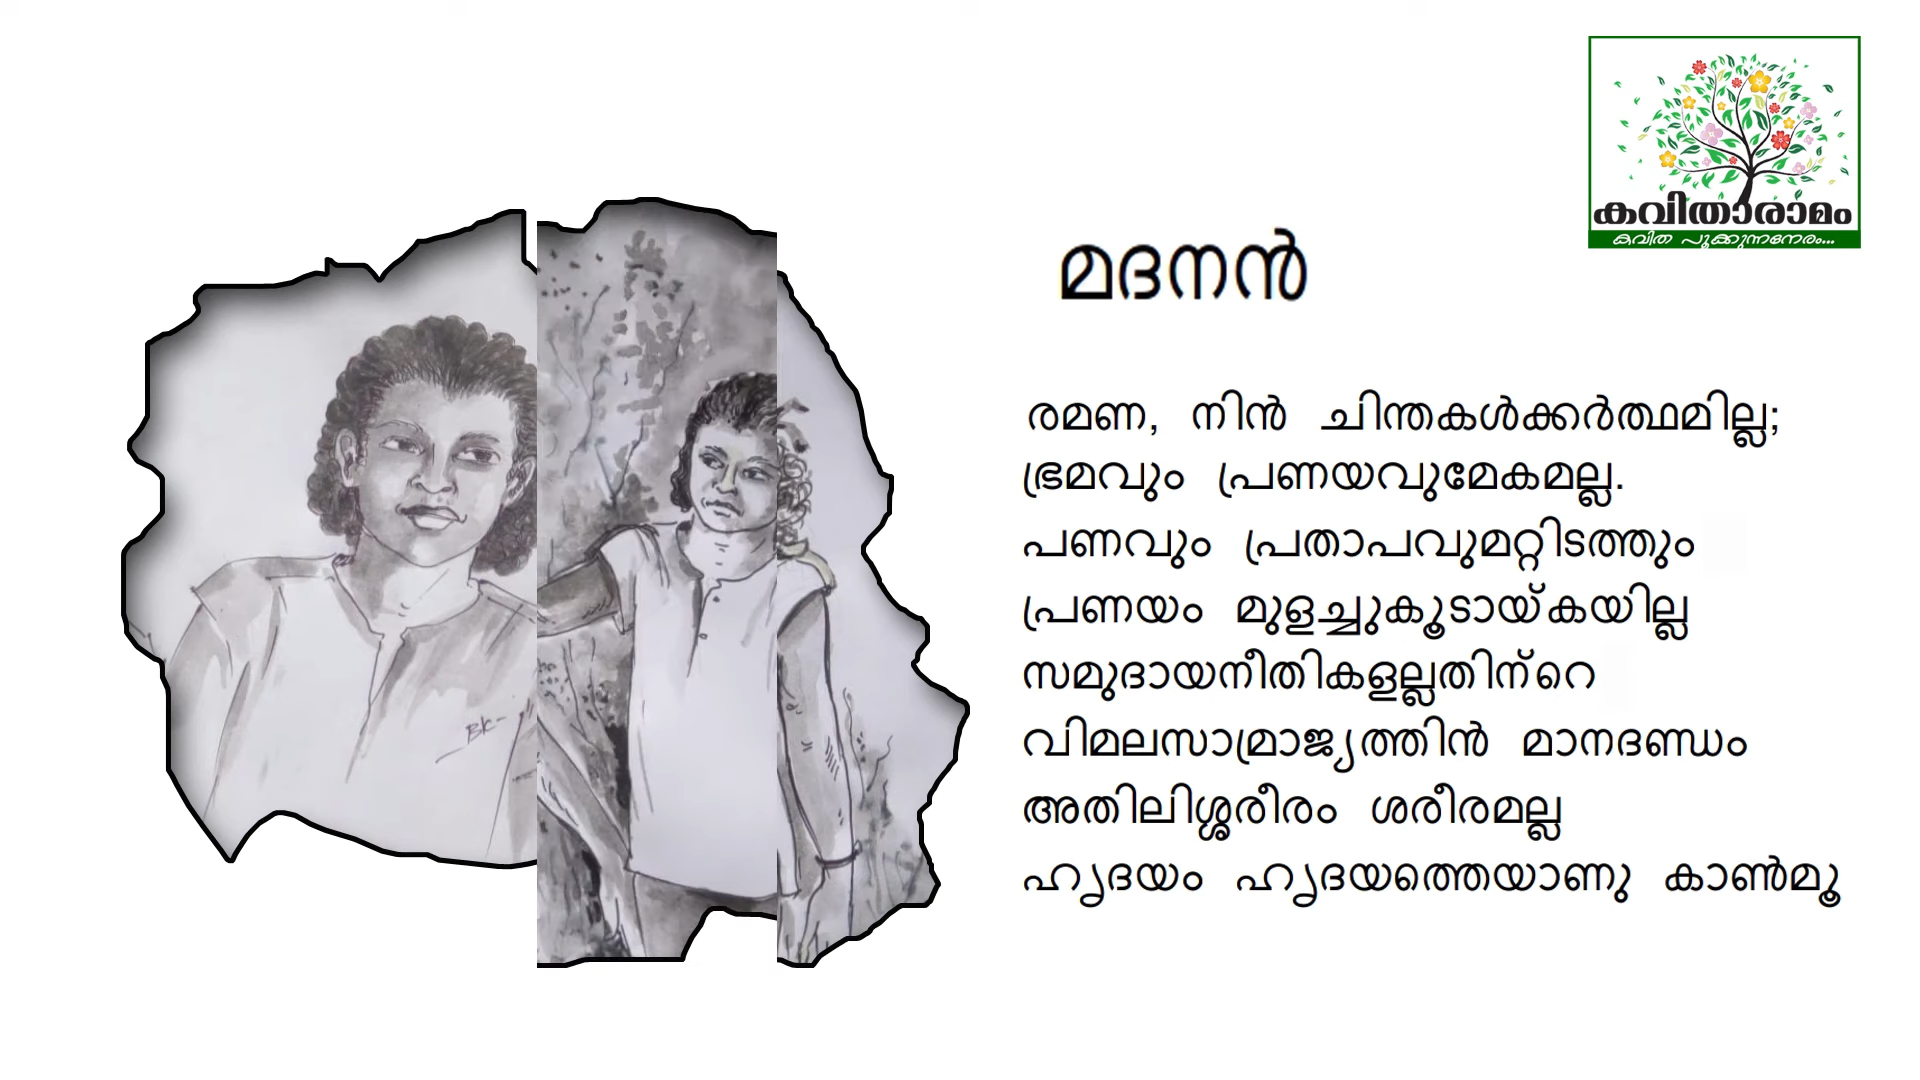 കവിതാരാമം
കവിത പൂക്കുന്നനേരം...
മദനൻ
രമണ, നിൻ ചിന്തകൾക്കർത്ഥമില്ല;
ഭ്രമവും പ്രണയവുമേകമല്ല.
പണവും പ്രതാപവുമറ്റിടത്തും
പ്രണയം മുളച്ചുകൂടായ്കയില്ല
സമുദായനീതികളല്ലതിന്റെ
വിമലസാമ്രാജ്യത്തിൻ മാനദണ്ഡം
അതിലിശ്ശരീരം ശരീരമല്ല
ഹൃദയം ഹൃദയത്തെയാണു കാൺമൂ
BK-